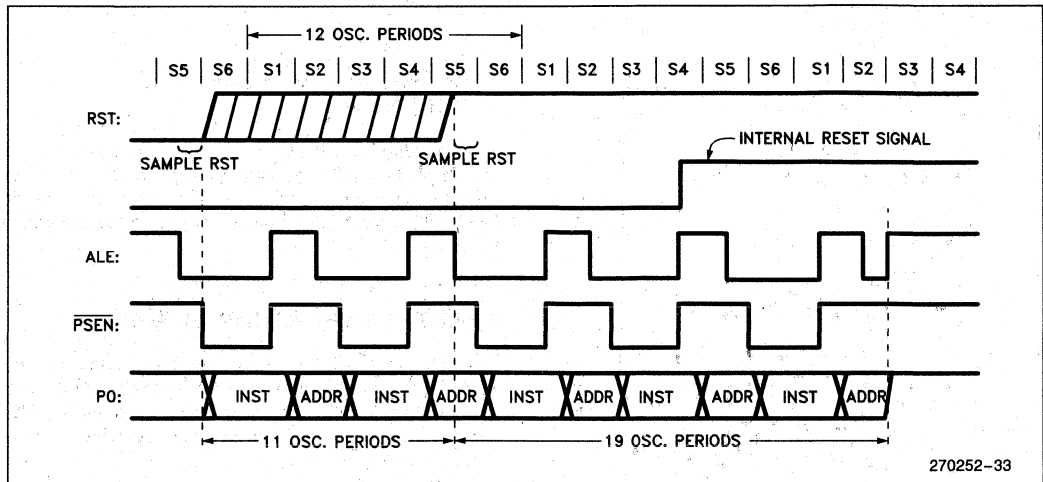 12 OSC. PERIODS
S5 S6 S1 S2 S3 S4 S5 S6 S1 S2 S3 S4 S5 S6 S1 S2 S3 S4
RST:
SAMPLE RST SAMPLE RST
INTERNAL RESET SIGNAL
ALE:
PSEN:
P0: INST ADDR INST ADDR INST ADDR INST ADDR INST ADDR
11 OSC. PERIODS 19 OSC. PERIODS
270252-33